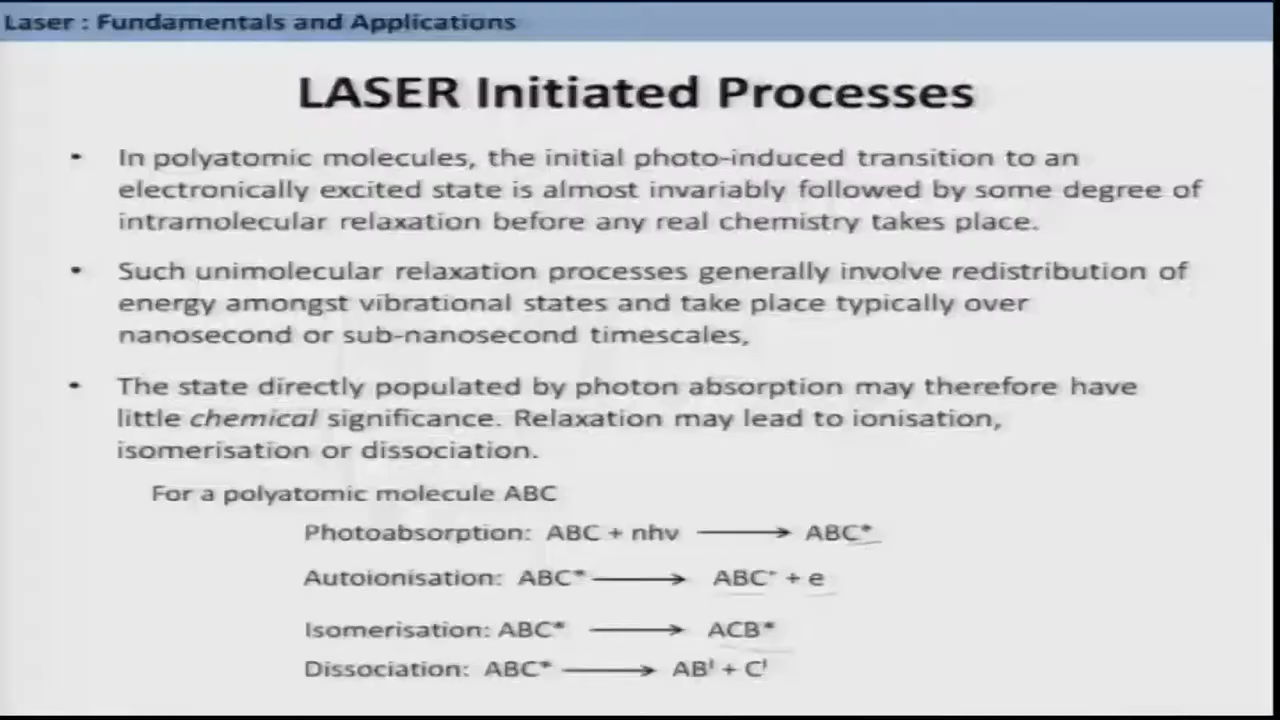 Laser : Fundamentals and Applications
LASER Initiated Processes
• In polyatomic molecules, the initial photo-induced transition to an
electronically excited state is almost invariably followed by some degree of
intramolecular relaxation before any real chemistry takes place.
• Such unimolecular relaxation processes generally involve redistribution of
energy amongst vibrational states and take place typically over
nanosecond or sub-nanosecond timescales,
• The state directly populated by photon absorption may therefore have
little chemical significance. Relaxation may lead to ionisation,
isomerisation or dissociation.
For a polyatomic molecule ABC
Photoabsorption: ABC + nhν ⟶ ABC*
Autoionisation: ABC* ⟶ ABC⁺ + e
Isomerisation: ABC* ⟶ ACB*
Dissociation: ABC* ⟶ AB + C